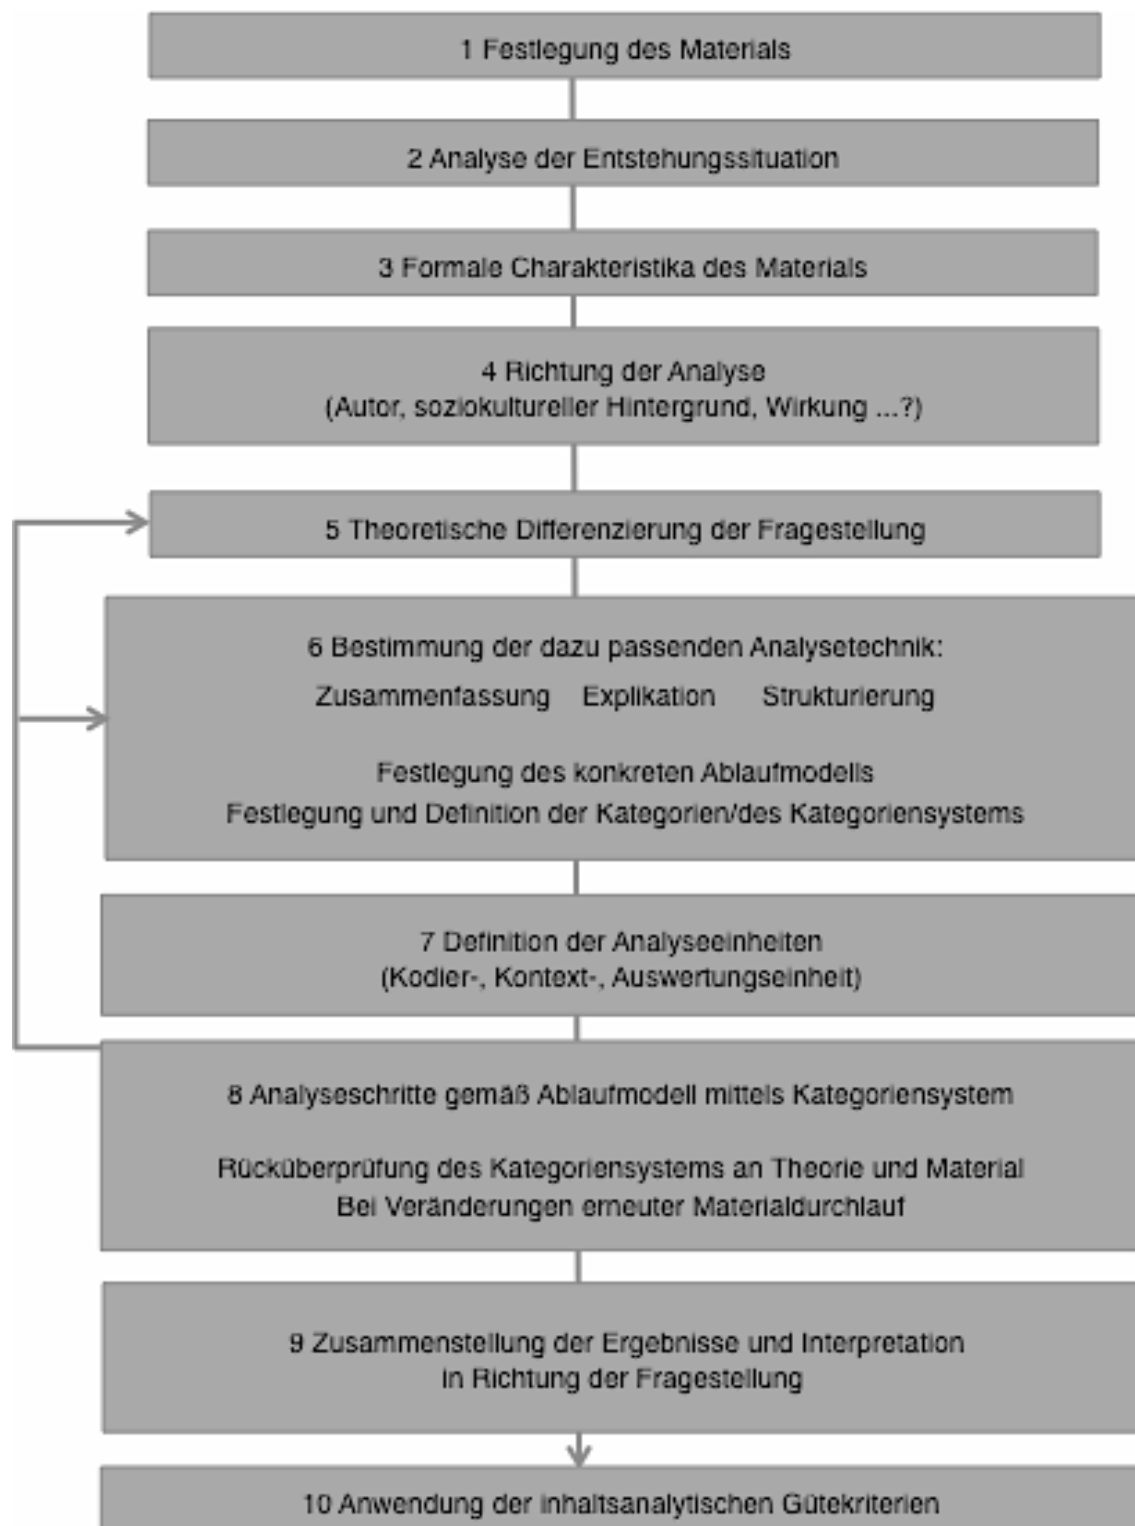 1 Festlegung des Materials
2 Analyse der Entstehungssituation
3 Formale Charakteristika des Materials
4 Richtung der Analyse
(Autor, soziokultureller Hintergrund, Wirkung ...?)
5 Theoretische Differenzierung der Fragestellung
6 Bestimmung der dazu passenden Analysetechnik:
Zusammenfassung Explikation Strukturierung
Festlegung des konkreten Ablaufmodells
Festlegung und Definition der Kategorien/des Kategoriensystems
7 Definition der Analyseeinheiten
(Kodier-, Kontext-, Auswertungseinheit)
8 Analyseschritte gemäß Ablaufmodell mittels Kategoriensystem
Rücküberprüfung des Kategoriensystems an Theorie und Material
Bei Veränderungen erneuter Materialdurchlauf
9 Zusammenstellung der Ergebnisse und Interpretation
in Richtung der Fragestellung
10 Anwendung der inhaltsanalytischen Gütekriterien